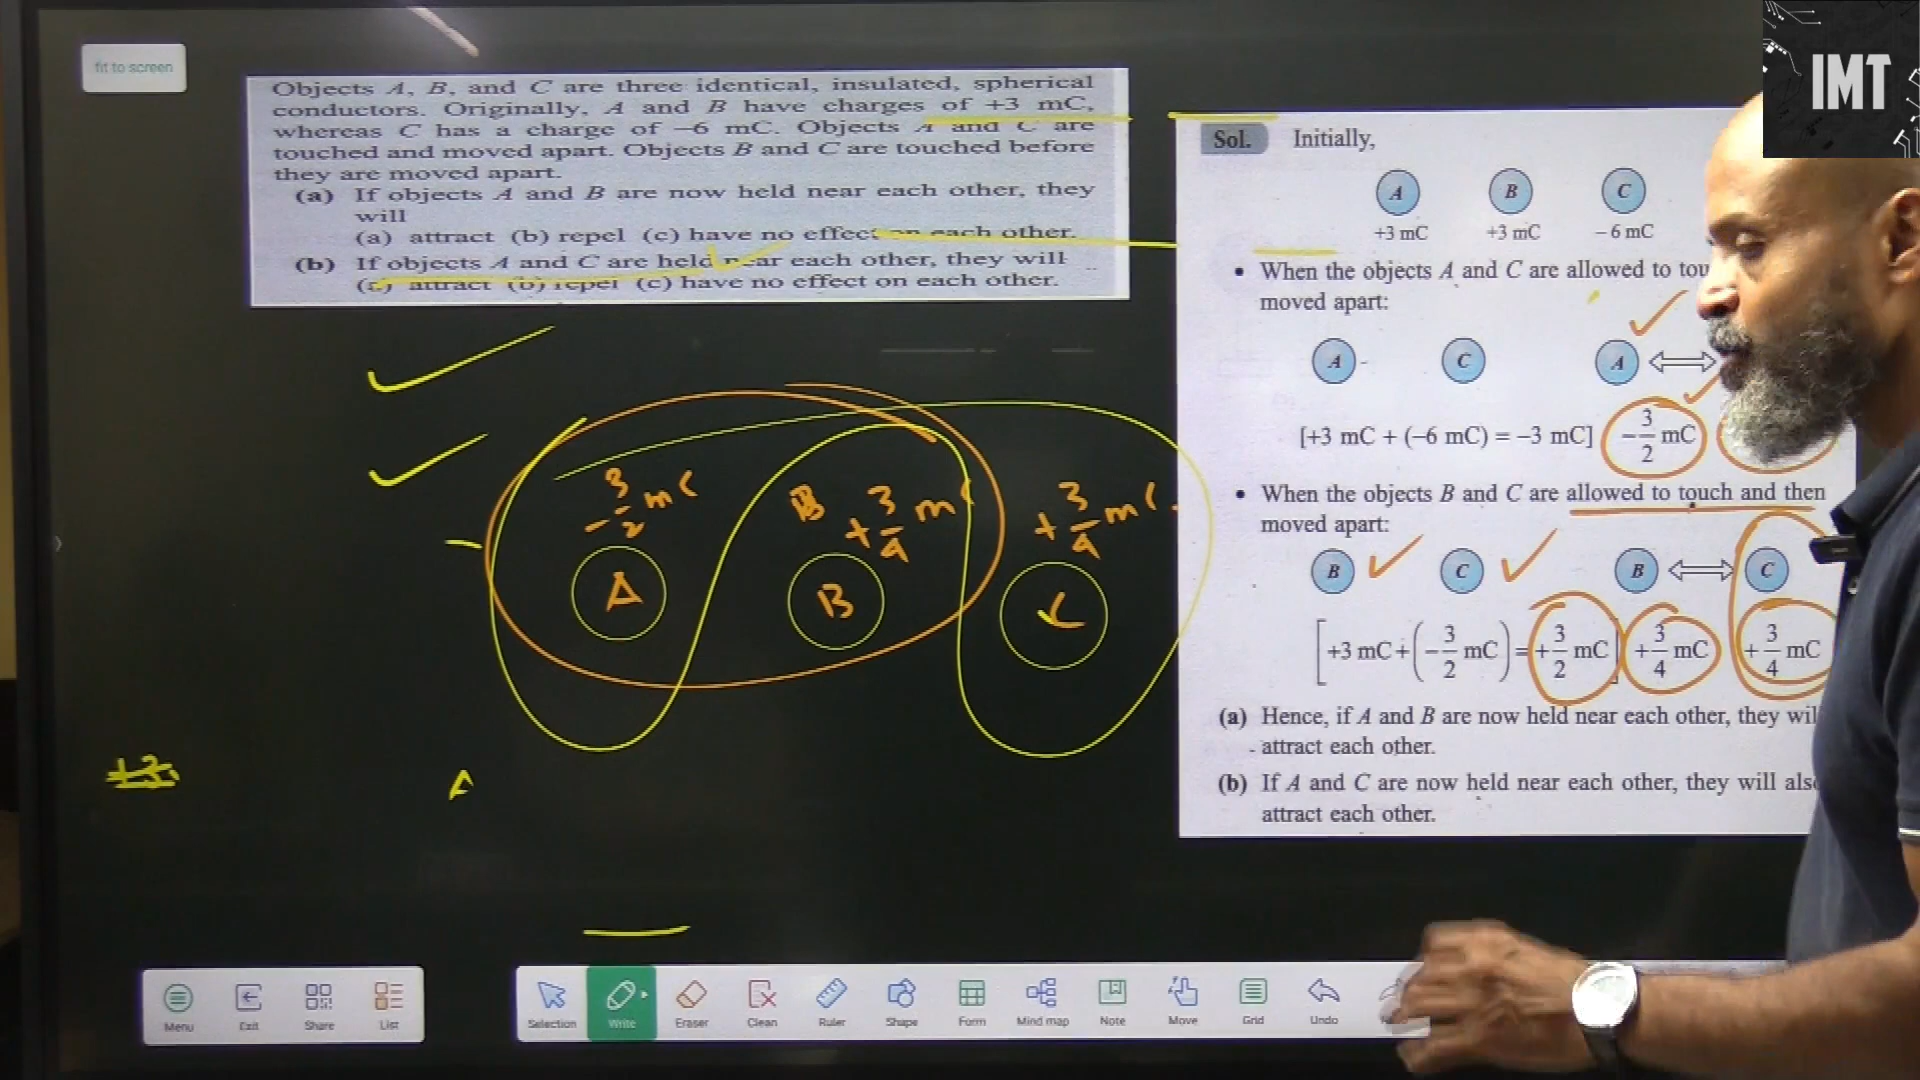 fit to screen
IMT
Objects A, B, and C are three identical, insulated, spherical
conductors. Originally, A and B have charges of +3 mC,
whereas C has a charge of −6 mC. Objects A and C are
touched and moved apart. Objects B and C are touched before
they are moved apart.
(a) If objects A and B are now held near each other, they
will
(a) attract (b) repel (c) have no effect on each other.
(b) If objects A and C are held near each other, they will
(a) attract (b) repel (c) have no effect on each other.
Sol. Initially,
A B C
+3 mC +3 mC −6 mC
• When the objects A and C are allowed to
moved apart:
A C A
[+3 mC + (−6 mC) = −3 mC] −3/2 mC
• When the objects B and C are allowed to touch and then
moved apart:
B C B C
[+3 mC + (−3/2 mC) = +3/2 mC] +3/4 mC +3/4 mC
(a) Hence, if A and B are now held near each other, they
attract each other.
(b) If A and C are now held near each other, they will
attract each other.
−3/2 mC B +3/4 m +3/4 mC
A B C
A
Menu Exit Share List
Selection Write Eraser Clean Ruler Shape Form Mind map Note Move Grid Undo